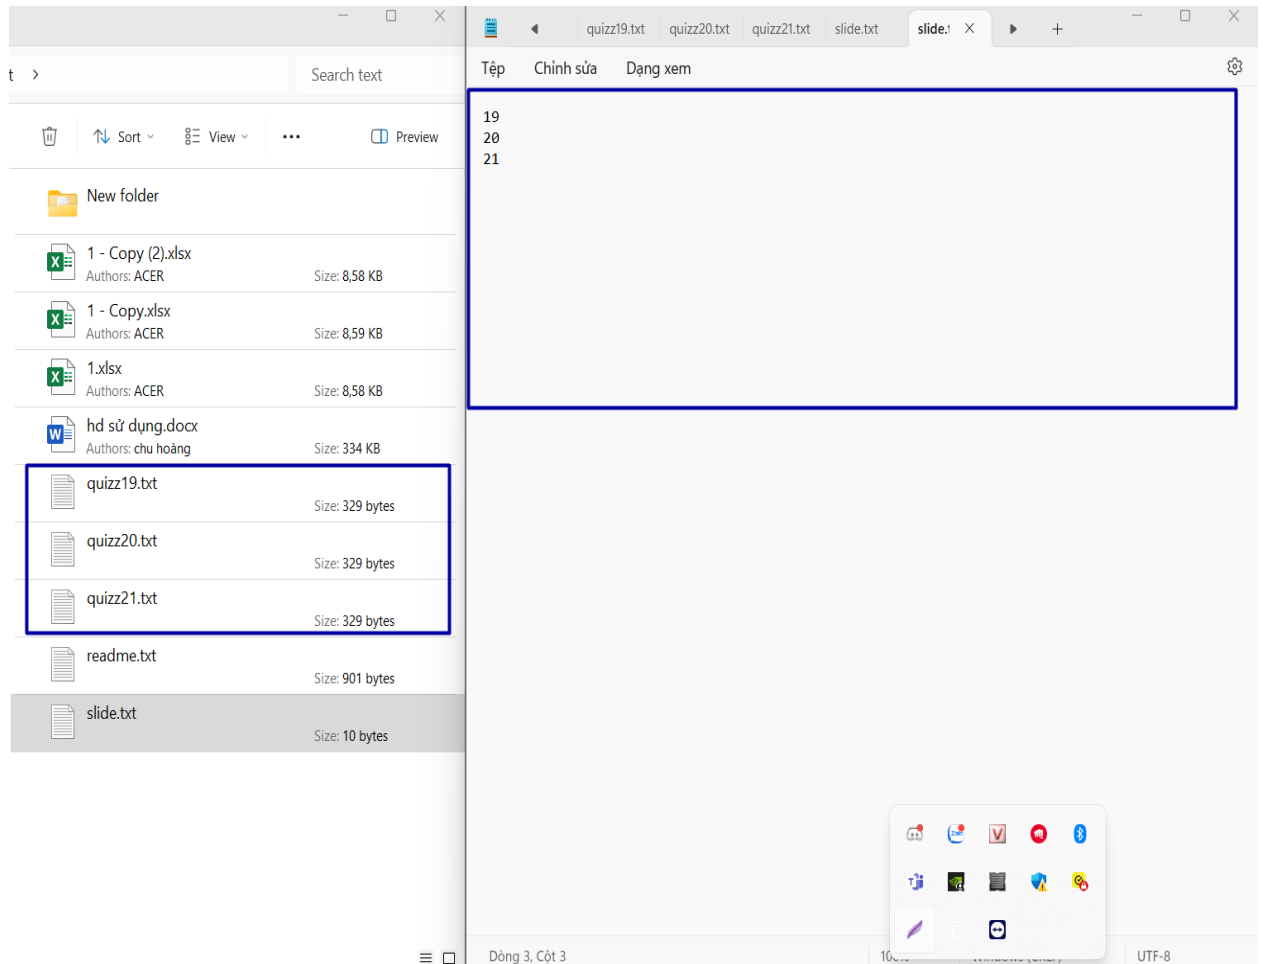 quizz19.txt
quizz20.txt
quizz21.txt
slide.txt
slide.t
t
Search text
Tệp
Chỉnh sửa
Dạng xem
Sort
View
Preview
19
20
21
New folder
1 - Copy (2).xlsx
Authors: ACER
Size: 8,58 KB
1 - Copy.xlsx
Authors: ACER
Size: 8,59 KB
1.xlsx
Authors: ACER
Size: 8,58 KB
hd sử dụng.docx
Authors: chu hoàng
Size: 334 KB
quizz19.txt
Size: 329 bytes
quizz20.txt
Size: 329 bytes
quizz21.txt
Size: 329 bytes
readme.txt
Size: 901 bytes
slide.txt
Size: 10 bytes
Dòng 3, Cột 3
100%
Windows (CRLF)
UTF-8